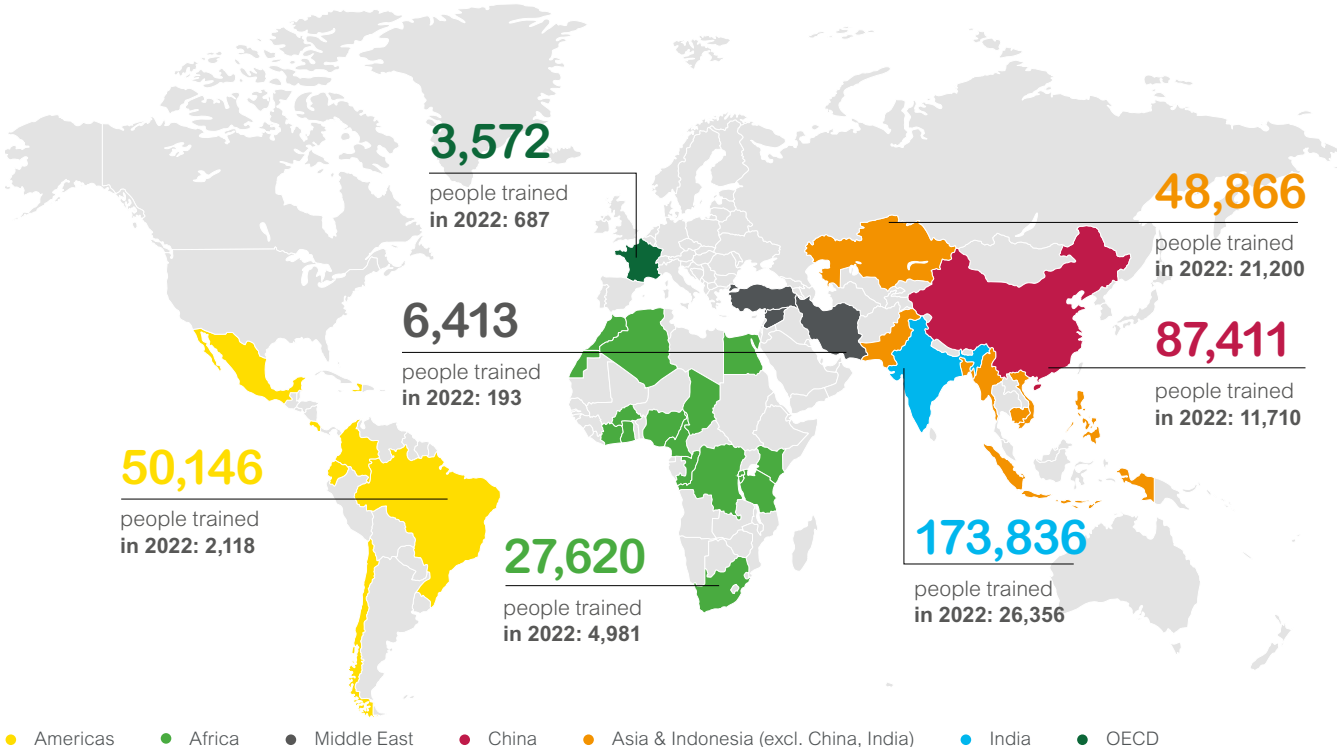 3,572
people trained
in 2022: 687
48,866
people trained
in 2022: 21,200
6,413
people trained
in 2022: 193
87,411
people trained
in 2022: 11,710
50,146
people trained
in 2022: 2,118
27,620
people trained
in 2022: 4,981
173,836
people trained
in 2022: 26,356
Americas Africa Middle East China Asia & Indonesia (excl. China, India) India OECD